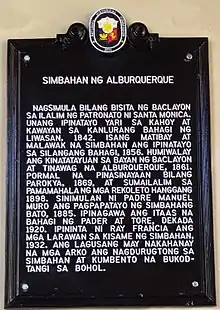 SIMBAHAN NG ALBURQUERQUE
NAGSIMULA BILANG BISITA NG BACLAYON
SA ILALIM NG PATRONATO NI SANTA MONICA.
UNANG IPINATAYO YARI SA KAHOY AT
KAWAYAN SA KANLURANG BAHAGI NG
LIWASAN, 1842. ISANG MATIBAY AT
MALAWAK NA SIMBAHAN ANG IPINATAYO
SA SILANGANG BAHAGI, 1856. HUMIWALAY
ANG KINATATAYUAN SA BAYAN NG BACLAYON
AT TINAWAG NA ALBURQUERQUE, 1861.
PORMAL NA PINASINAYAAN BILANG
PAROKYA, 1869, AT SUMAILALIM SA
PAMAMAHALA NG MGA REKOLETO HANGGANG
1898. SINIMULAN NI PADRE MANUEL
MURO ANG PAGPAPATAYO NG SIMBAHANG
BATO, 1885. IPINAGAWA ANG ITAAS NA
BAHAGI NG PADER AT TORE, DEKADA
1920. IPININTA NI RAY FRANCIA ANG
MGA LARAWAN SA KISAME NG SIMBAHAN,
1932. ANG LAGUSANG MAY NAKAHANAY
NA MGA ARKO ANG NAGDURUGTONG SA
SIMBAHAN AT KUMBENTO NA BUKOD-
TANGI SA BOHOL.